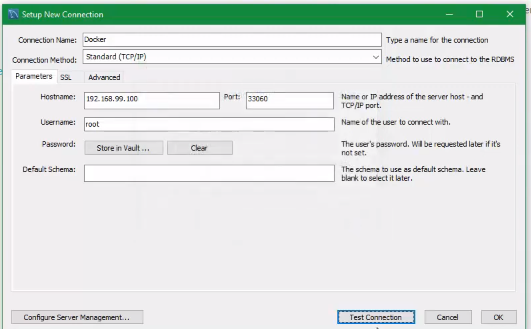 Setup New Connection
Connection Name: Docker Type a name for the connection
Connection Method: Standard (TCP/IP) Method to use to connect to the RDBMS
Parameters SSL Advanced
Hostname: 192.168.99.100 Port: 33060 Name or IP address of the server host - and
TCP/IP port.
Username: root Name of the user to connect with.
Password: Store in Vault ... Clear The user's password. Will be requested later if it's
not set.
Default Schema: The schema to use as default schema. Leave
blank to select it later.
Configure Server Management... Test Connection Cancel OK